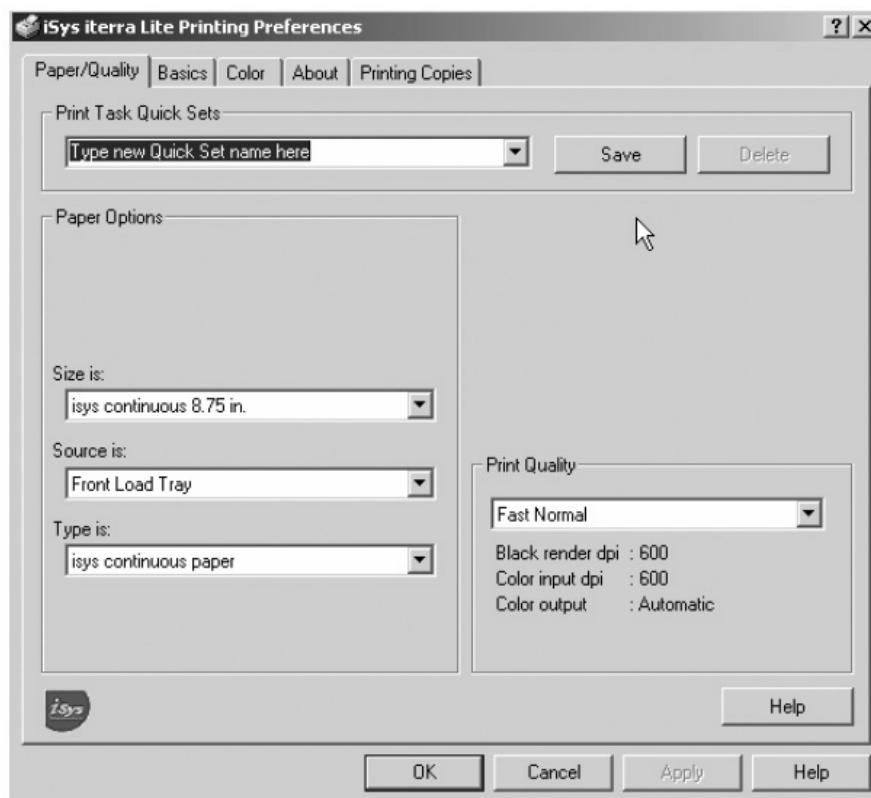 iSys iterra Lite Printing Preferences
Paper/Quality Basics Color About Printing Copies
Print Task Quick Sets
Type new Quick Set name here Save Delete
Paper Options
Size is:
isys continuous 8.75 in.
Source is:
Front Load Tray
Type is:
isys continuous paper
Print Quality
Fast Normal
Black render dpi : 600
Color input dpi : 600
Color output : Automatic
isys
Help
OK Cancel Apply Help